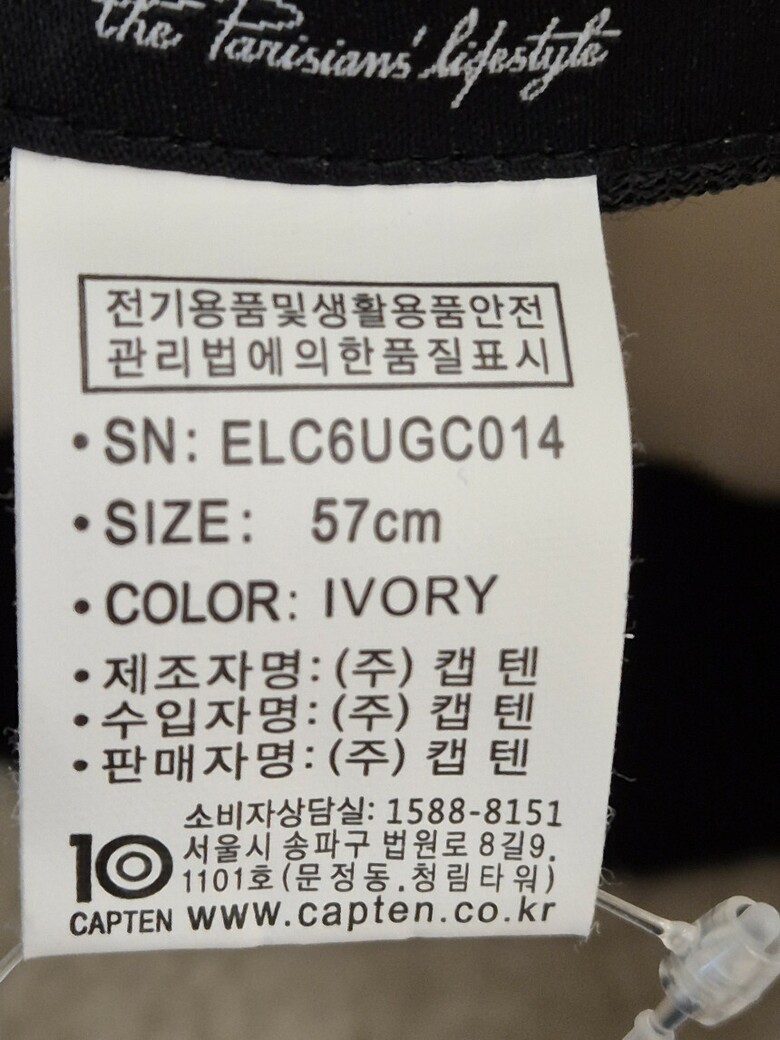 the Parisians' lifestyle
전기용품및생활용품안전
관리법에의한품질표시
•SN: ELC6UGC014
•SIZE: 57cm
•COLOR: IVORY
•제조자명:(주) 캡 텐
•수입자명:(주) 캡 텐
•판매자명:(주) 캡 텐
소비자상담실: 1588-8151
서울시 송파구 법원로 8길9.
1101호(문정동.청림타워)
10
CAPTEN www.capten.co.kr